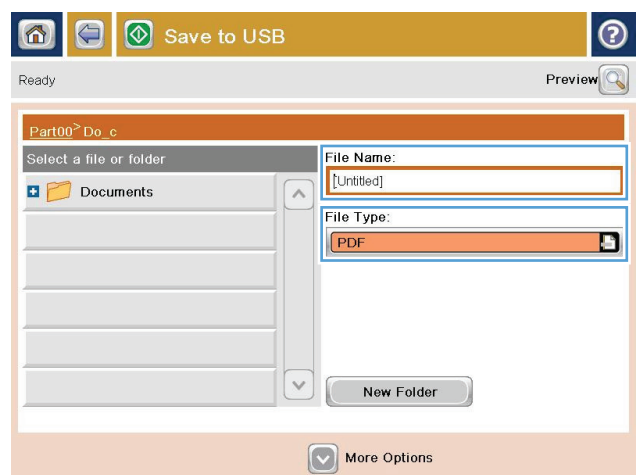 Save to USB
?
Ready
Preview
Part00>Do_c
Select a file or folder
Documents
File Name:
[Untitled]
File Type:
PDF
New Folder
More Options